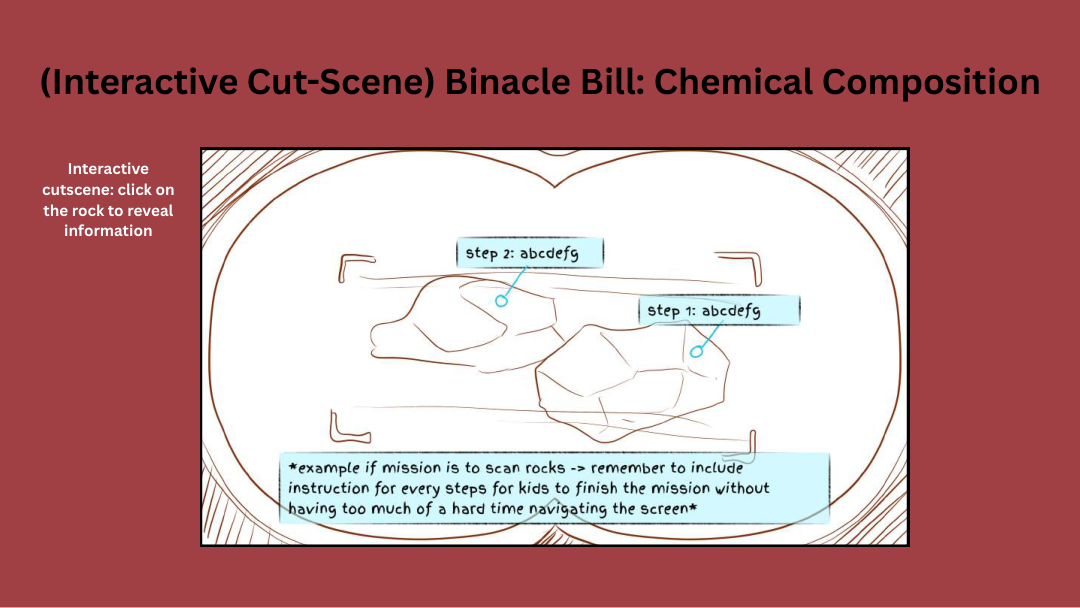 (Interactive Cut-Scene) Binacle Bill: Chemical Composition
Interactive
cutscene: click on
the rock to reveal
information
step 2: abcdefg
step 1: abcdefg
*example if mission is to scan rocks -> remember to include
instruction for every steps for kids to finish the mission without
having too much of a hard time navigating the screen*